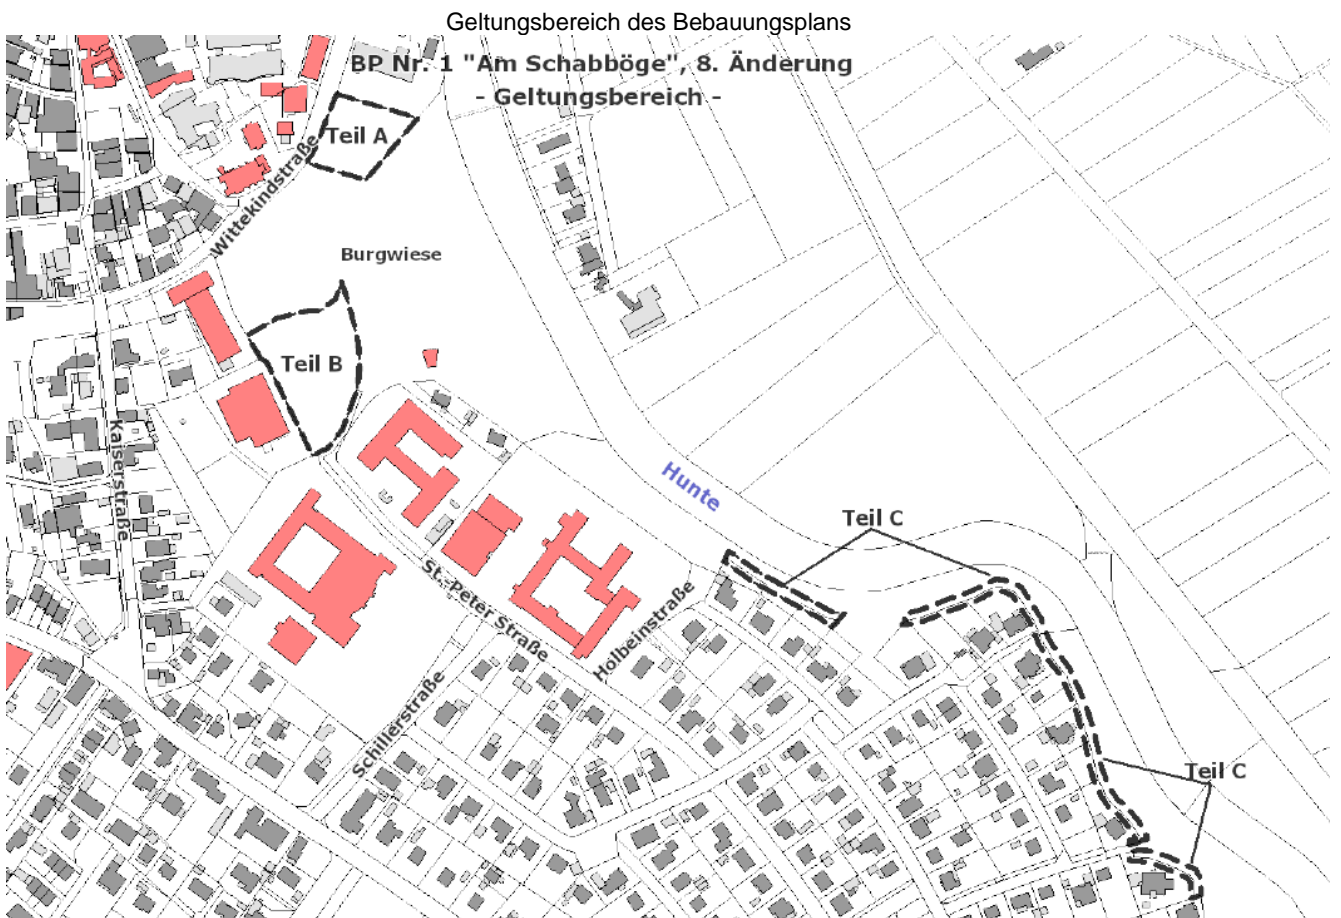 Geltungsbereich des Bebauungsplans
BP Nr. 1 "Am Schabböge", 8. Änderung
- Geltungsbereich -
Teil A
Wittekindstraße
Burgwiese
Teil B
Kaiserstraße
Hunte
Teil C
St.-Peter Straße
Holbeinstraße
Schillerstraße
Teil C